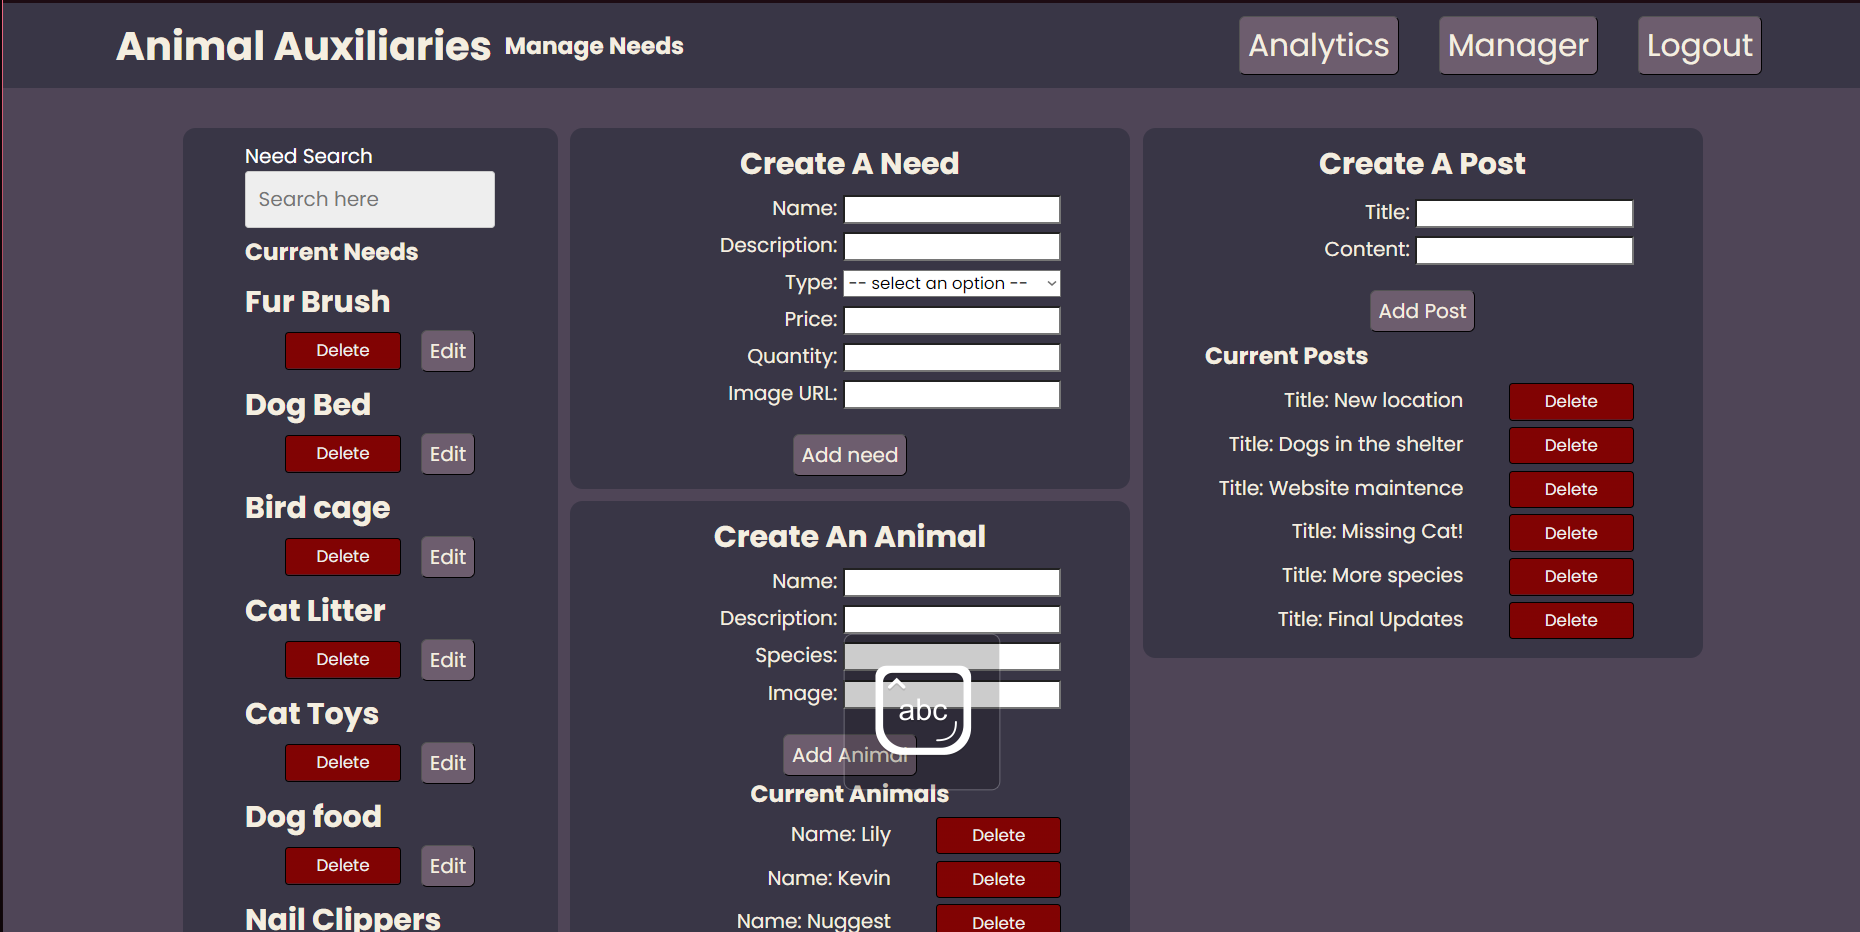 Animal Auxiliaries Manage Needs
Analytics
Manager
Logout
Need Search
Search here
Current Needs
Fur Brush
Delete Edit
Dog Bed
Delete Edit
Bird cage
Delete Edit
Cat Litter
Delete Edit
Cat Toys
Delete Edit
Dog food
Delete Edit
Nail Clippers
Create A Need
Name:
Description:
Type: -- select an option --
Price:
Quantity:
Image URL:
Add need
Create An Animal
Name:
Description:
Species:
Image:
abc
Add Animal
Current Animals
Name: Lily Delete
Name: Kevin Delete
Name: Nuggest Delete
Create A Post
Title:
Content:
Add Post
Current Posts
Title: New location Delete
Title: Dogs in the shelter Delete
Title: Website maintence Delete
Title: Missing Cat! Delete
Title: More species Delete
Title: Final Updates Delete